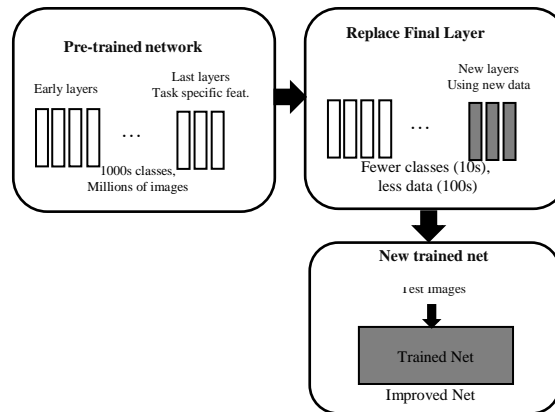 Pre-trained network
Early layers
Last layers
Task specific feat.
...
1000s classes,
Millions of images
Replace Final Layer
New layers
Using new data
...
Fewer classes (10s),
less data (100s)
New trained net
Test images
Trained Net
Improved Net